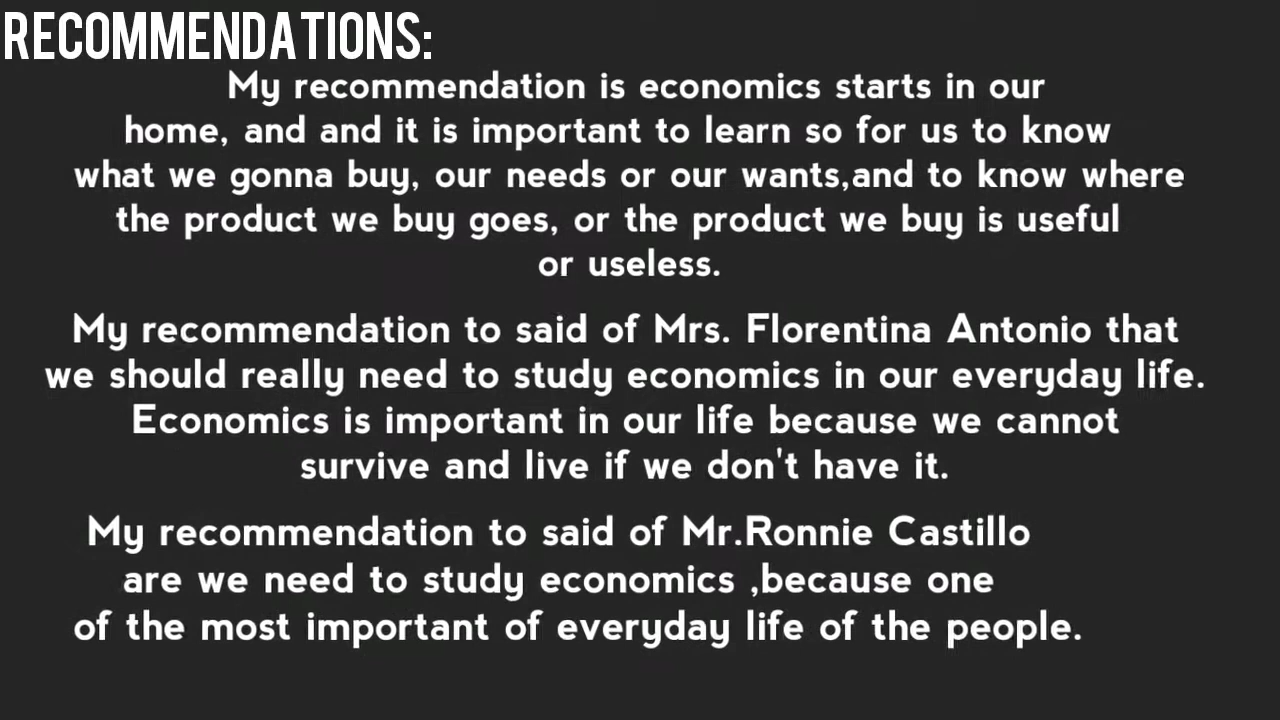 RECOMMENDATIONS:
My recommendation is economics starts in our
home, and and it is important to learn so for us to know
what we gonna buy, our needs or our wants,and to know where
the product we buy goes, or the product we buy is useful
or useless.
My recommendation to said of Mrs. Florentina Antonio that
we should really need to study economics in our everyday life.
Economics is important in our life because we cannot
survive and live if we don't have it.
My recommendation to said of Mr.Ronnie Castillo
are we need to study economics ,because one
of the most important of everyday life of the people.